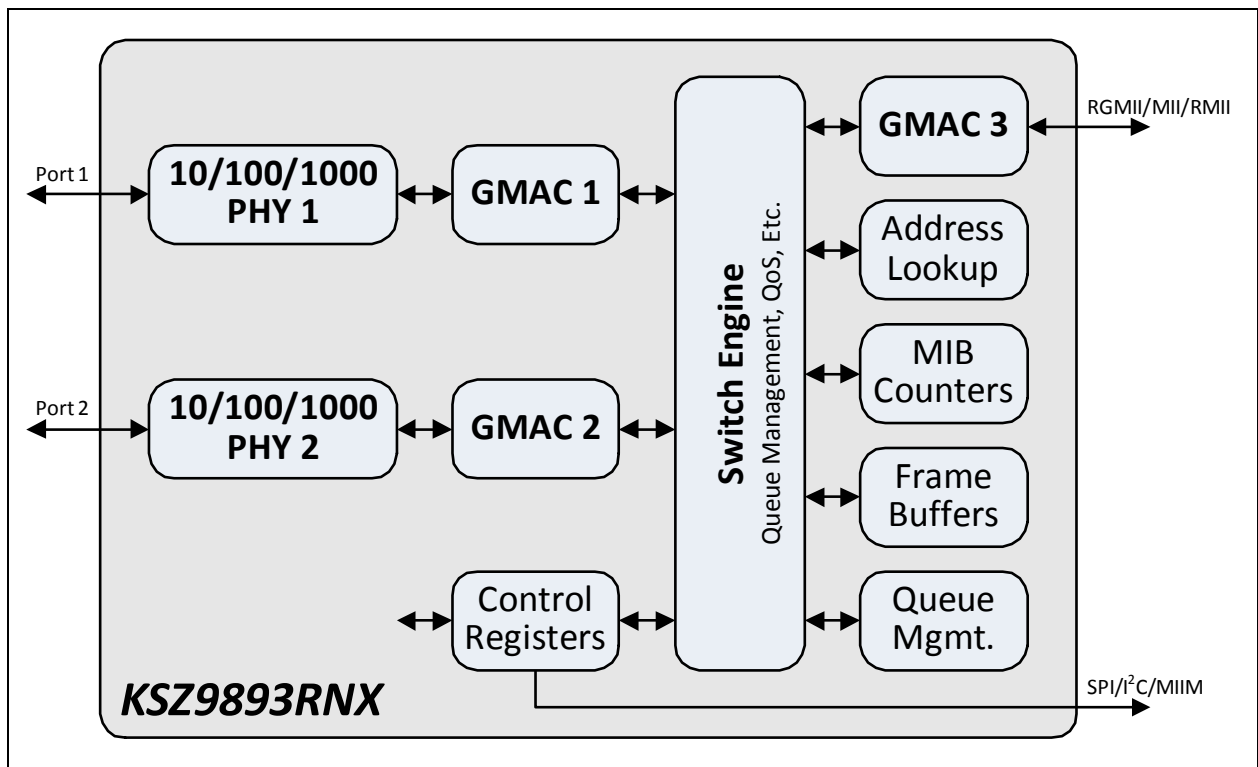 Port 1
10/100/1000
PHY 1
GMAC 1
Port 2
10/100/1000
PHY 2
GMAC 2
Control
Registers
Switch Engine
Queue Management, QoS, Etc.
GMAC 3
RGMII/MII/RMII
Address
Lookup
MIB
Counters
Frame
Buffers
Queue
Mgmt.
SPI/I²C/MIIM
KSZ9893RNX